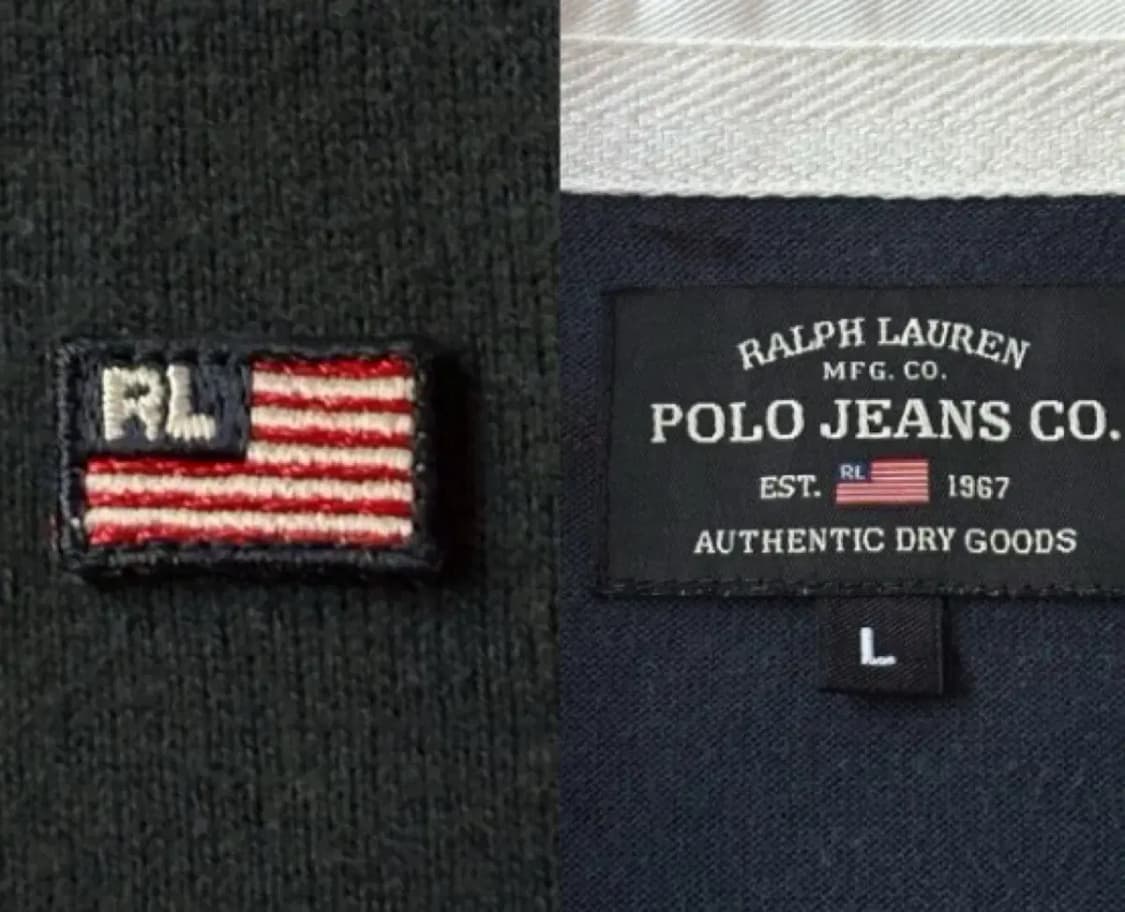 RL
RALPH LAUREN
MFG. CO.
POLO JEANS CO.
EST. RL 1967
AUTHENTIC DRY GOODS
L